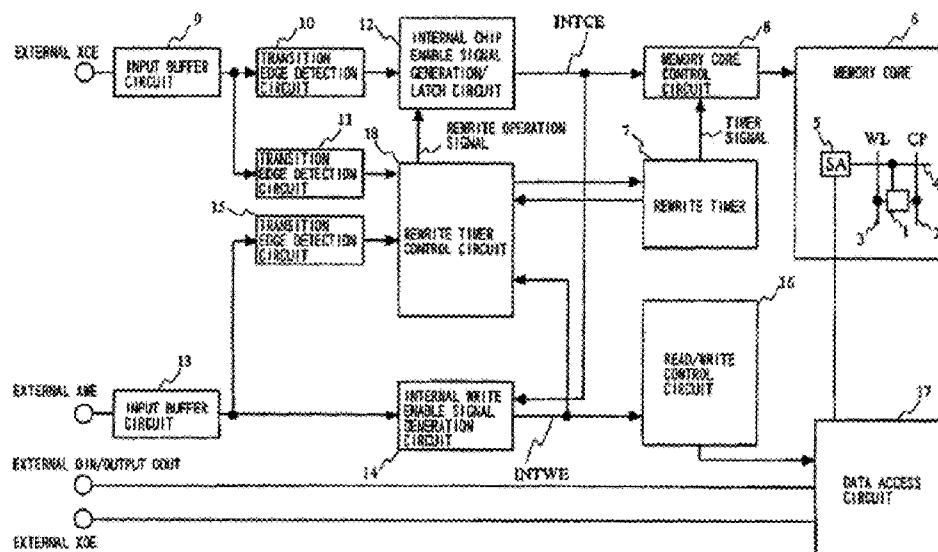 9
10
12
INTCE
8
6
EXTERNAL XCE
INPUT BUFFER
CIRCUIT
TRANSITION
EDGE DETECTION
CIRCUIT
INTERNAL CHIP
ENABLE SIGNAL
GENERATION/
LATCH CIRCUIT
MEMORY CORE
CONTROL
CIRCUIT
MEMORY CORE
11
18
REWRITE OPERATION
SIGNAL
7
TIMER
SIGNAL
5
WL
CP
SA
4
TRANSITION
EDGE DETECTION
CIRCUIT
15
TRANSITION
EDGE DETECTION
CIRCUIT
REWRITE TIMER
CONTROL CIRCUIT
REWRITE TIMER
3
1
2
16
13
READ/WRITE
CONTROL
CIRCUIT
EXTERNAL XWE
INPUT BUFFER
CIRCUIT
INTERNAL WRITE
ENABLE SIGNAL
GENERATION
CIRCUIT
17
14
INTWE
EXTERNAL DIN/OUTPUT DOUT
DATA ACCESS
CIRCUIT
EXTERNAL XOE